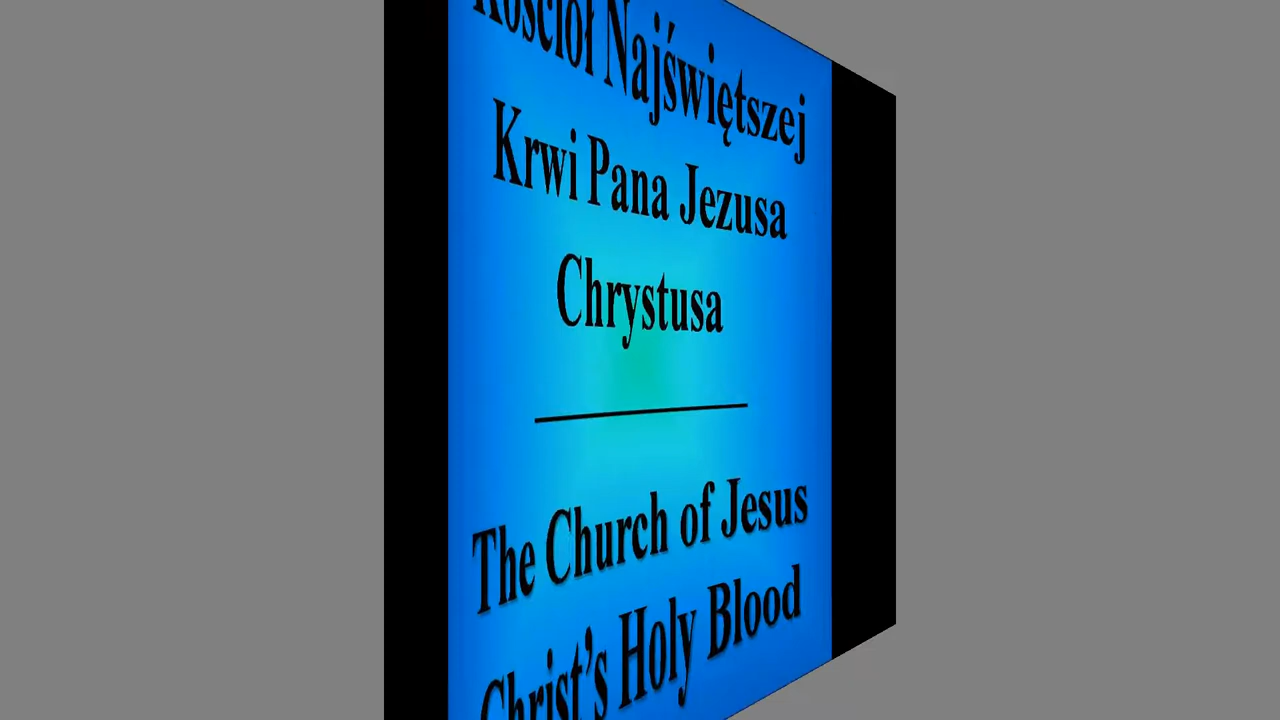 Kościół Najświętszej
Krwi Pana Jezusa
Chrystusa
The Church of Jesus
Christ’s Holy Blood